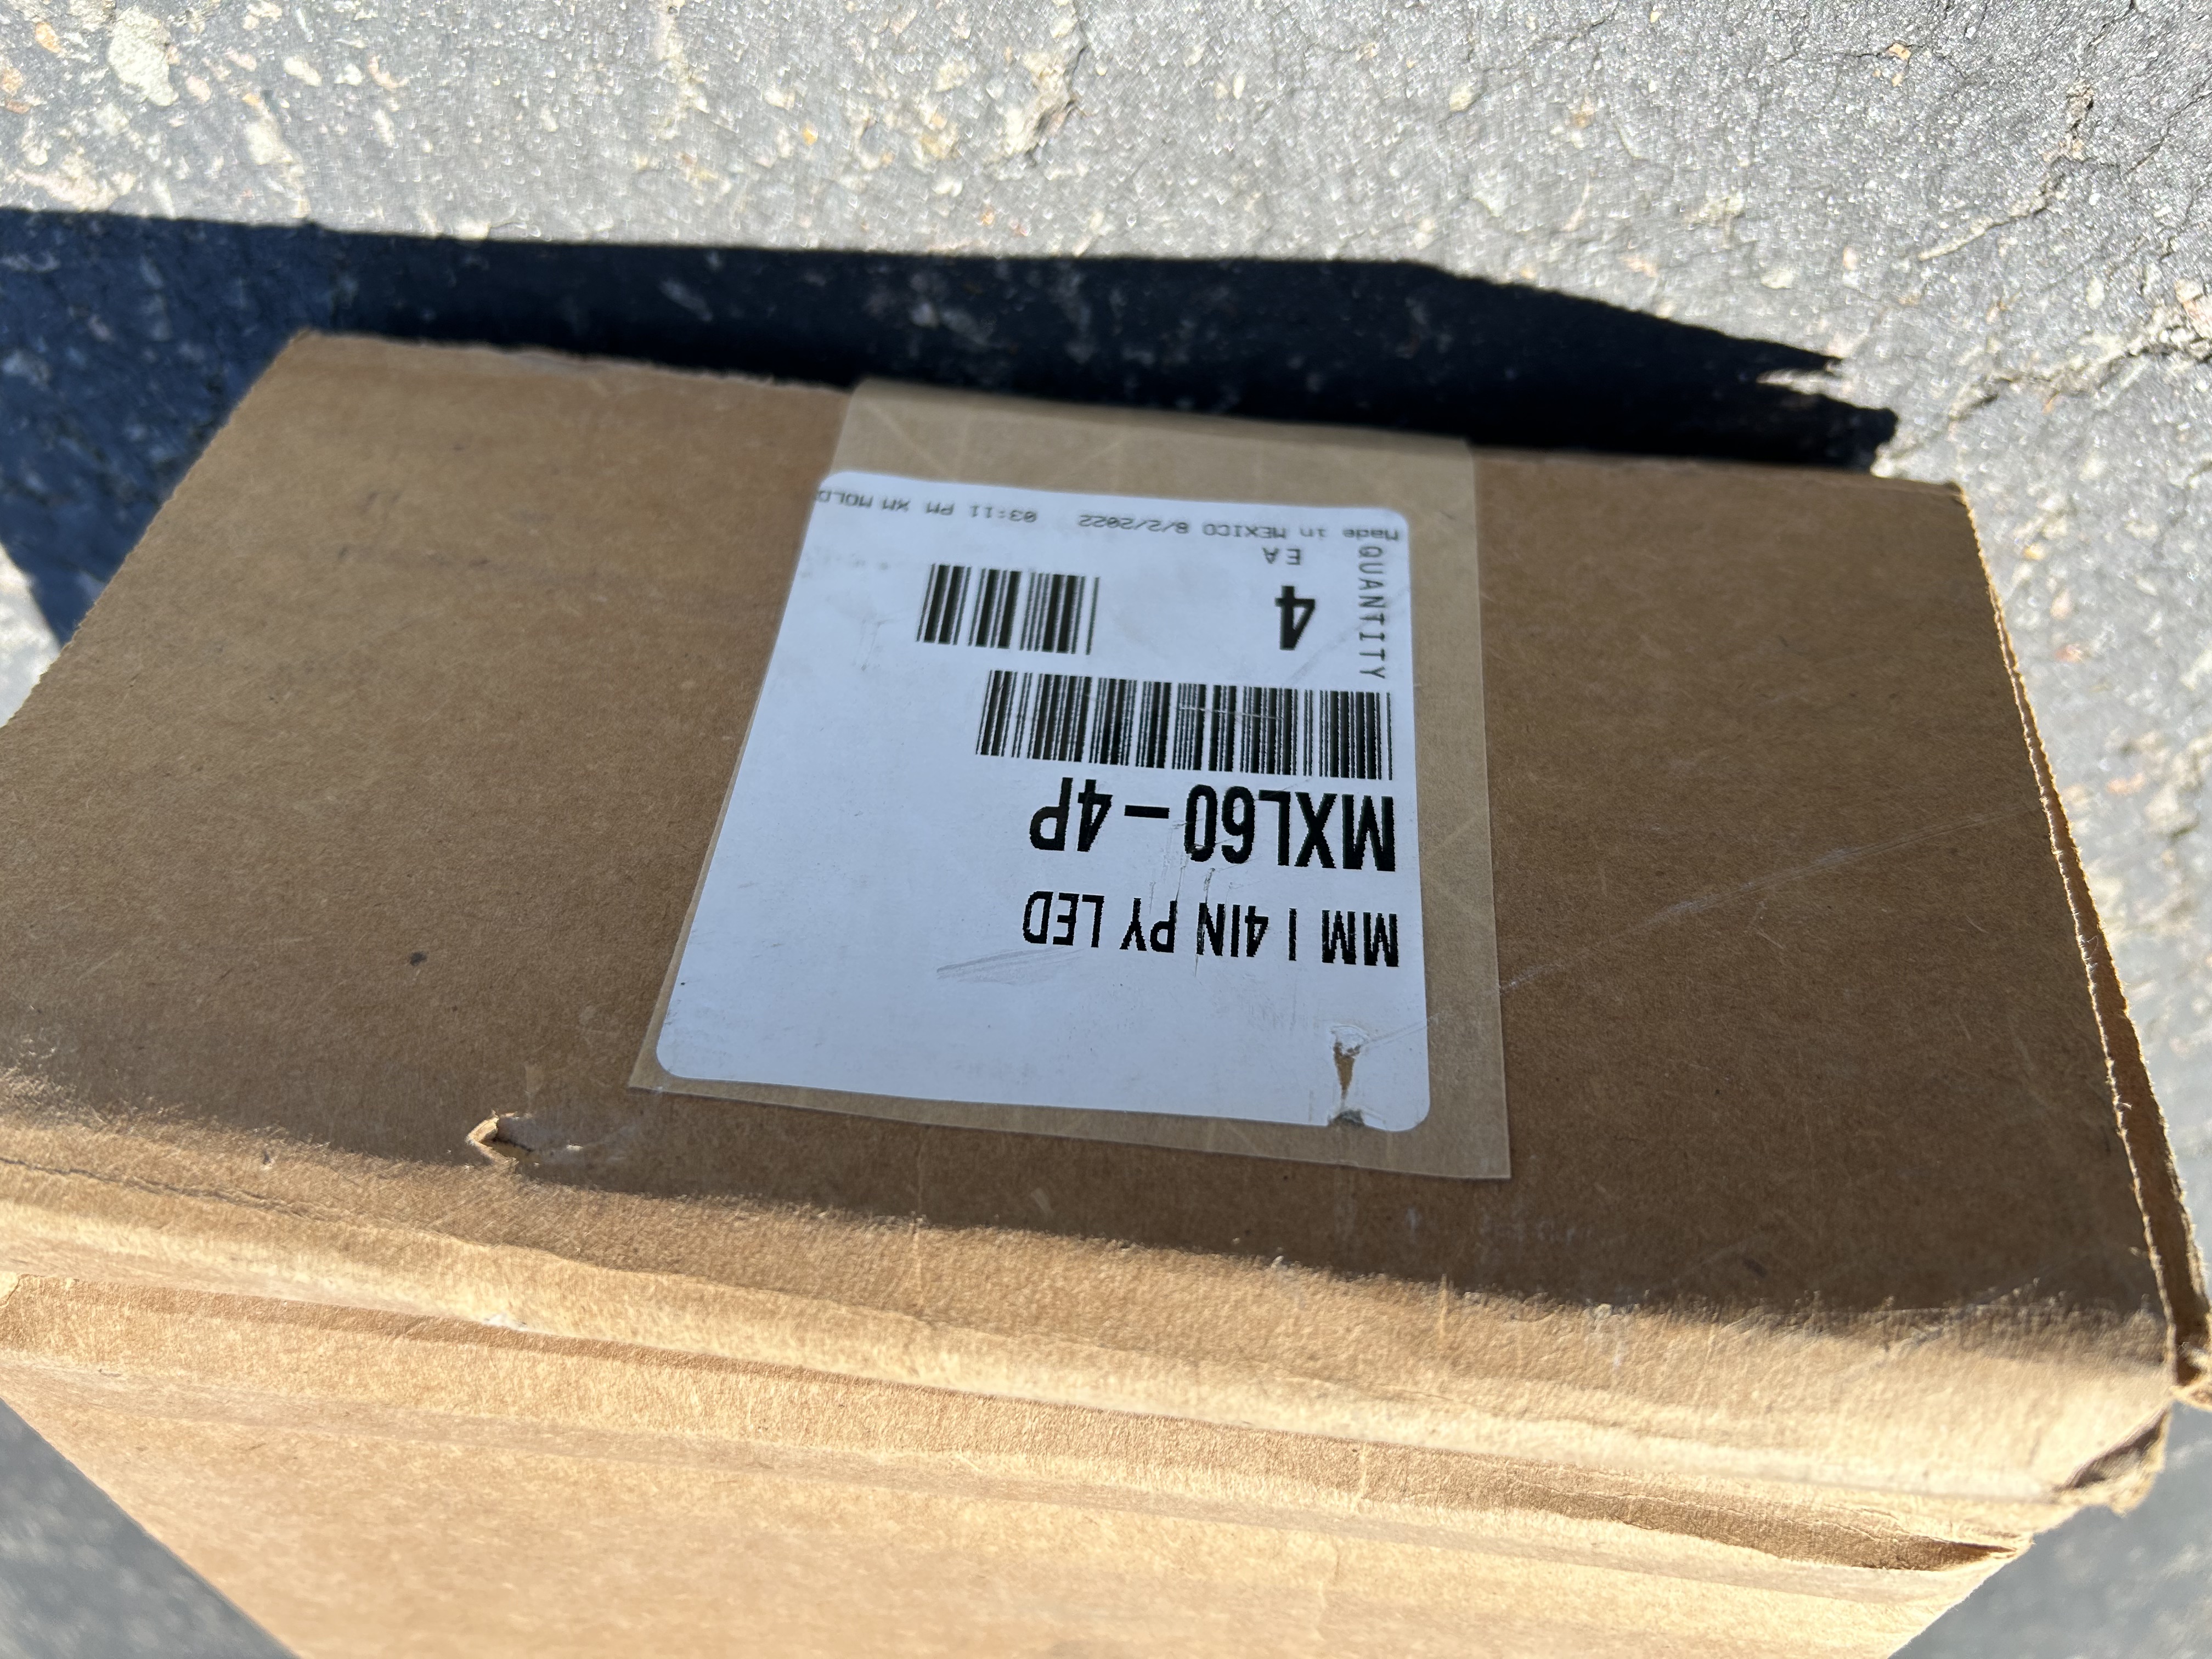 MM | 4IN PY LED
MXL60-4P
QUANTITY
4
EA
Made in MEXICO 8/2/2022 03:11 PM XM MOLD